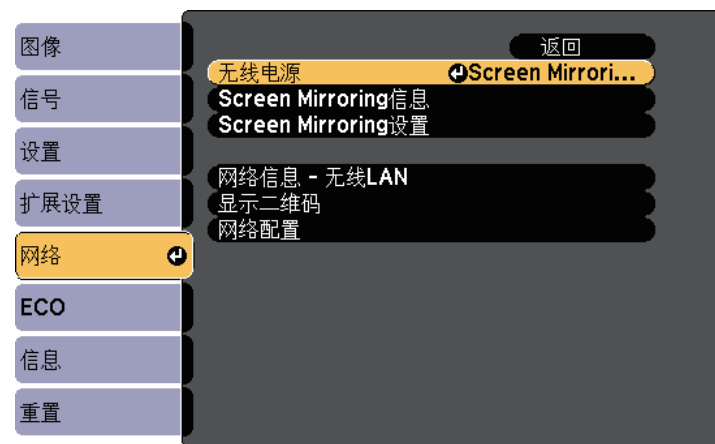 图像
信号
设置
扩展设置
网络
ECO
信息
重置
返回
无线电源 Screen Mirrori...
Screen Mirroring信息
Screen Mirroring设置
网络信息 - 无线LAN
显示二维码
网络配置